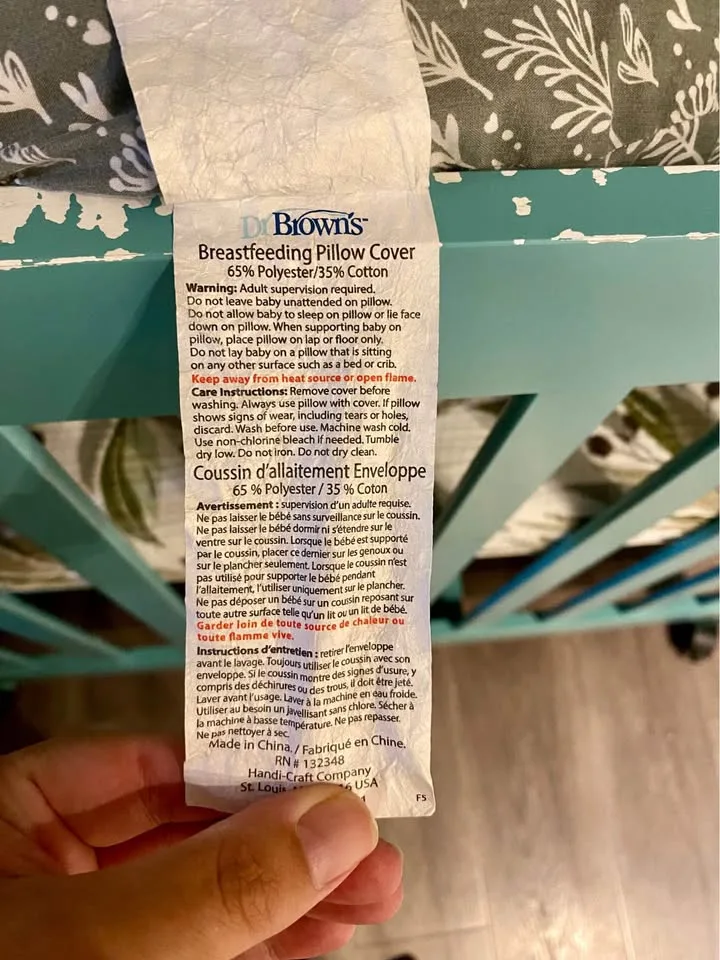 Dr Brown's™
Breastfeeding Pillow Cover
65% Polyester/35% Cotton
Warning: Adult supervision required.
Do not leave baby unattended on pillow.
Do not allow baby to sleep on pillow or lie face
down on pillow. When supporting baby on
pillow, place pillow on lap or floor only.
Do not lay baby on a pillow that is sitting
on any other surface such as a bed or crib.
Keep away from heat source or open flame.
Care Instructions: Remove cover before
washing. Always use pillow with cover. If pillow
shows signs of wear, including tears or holes,
discard. Wash before use. Machine wash cold.
Use non-chlorine bleach if needed. Tumble
dry low. Do not iron. Do not dry clean.
Coussin d'allaitement Enveloppe
65 % Polyester / 35 % Coton
Avertissement : supervision d'un adulte requise.
Ne pas laisser le bébé sans surveillance sur le coussin.
Ne pas laisser le bébé dormir ni s'étendre sur le
ventre sur le coussin. Lorsque le bébé est supporté
par le coussin, placer ce dernier sur les genoux ou
sur le plancher seulement. Lorsque le coussin n'est
pas utilisé pour supporter le bébé pendant
l'allaitement, l'utiliser uniquement sur le plancher.
Ne pas déposer un bébé sur un coussin reposant sur
toute autre surface telle qu'un lit ou un lit de bébé.
Garder loin de toute source de chaleur ou
toute flamme vive.
Instructions d'entretien : retirer l'enveloppe
avant le lavage. Toujours utiliser le coussin avec son
enveloppe. Si le coussin montre des signes d'usure, y
compris des déchirures ou des trous, il doit être jeté.
Laver avant l'usage. Laver à la machine en eau froide.
Utiliser au besoin un javellisant sans chlore. Sécher à
la machine à basse température. Ne pas repasser.
Ne pas nettoyer à sec.
Made in China. / Fabriqué en Chine.
RN # 132348
Handi-Craft Company
St. Louis USA
F5